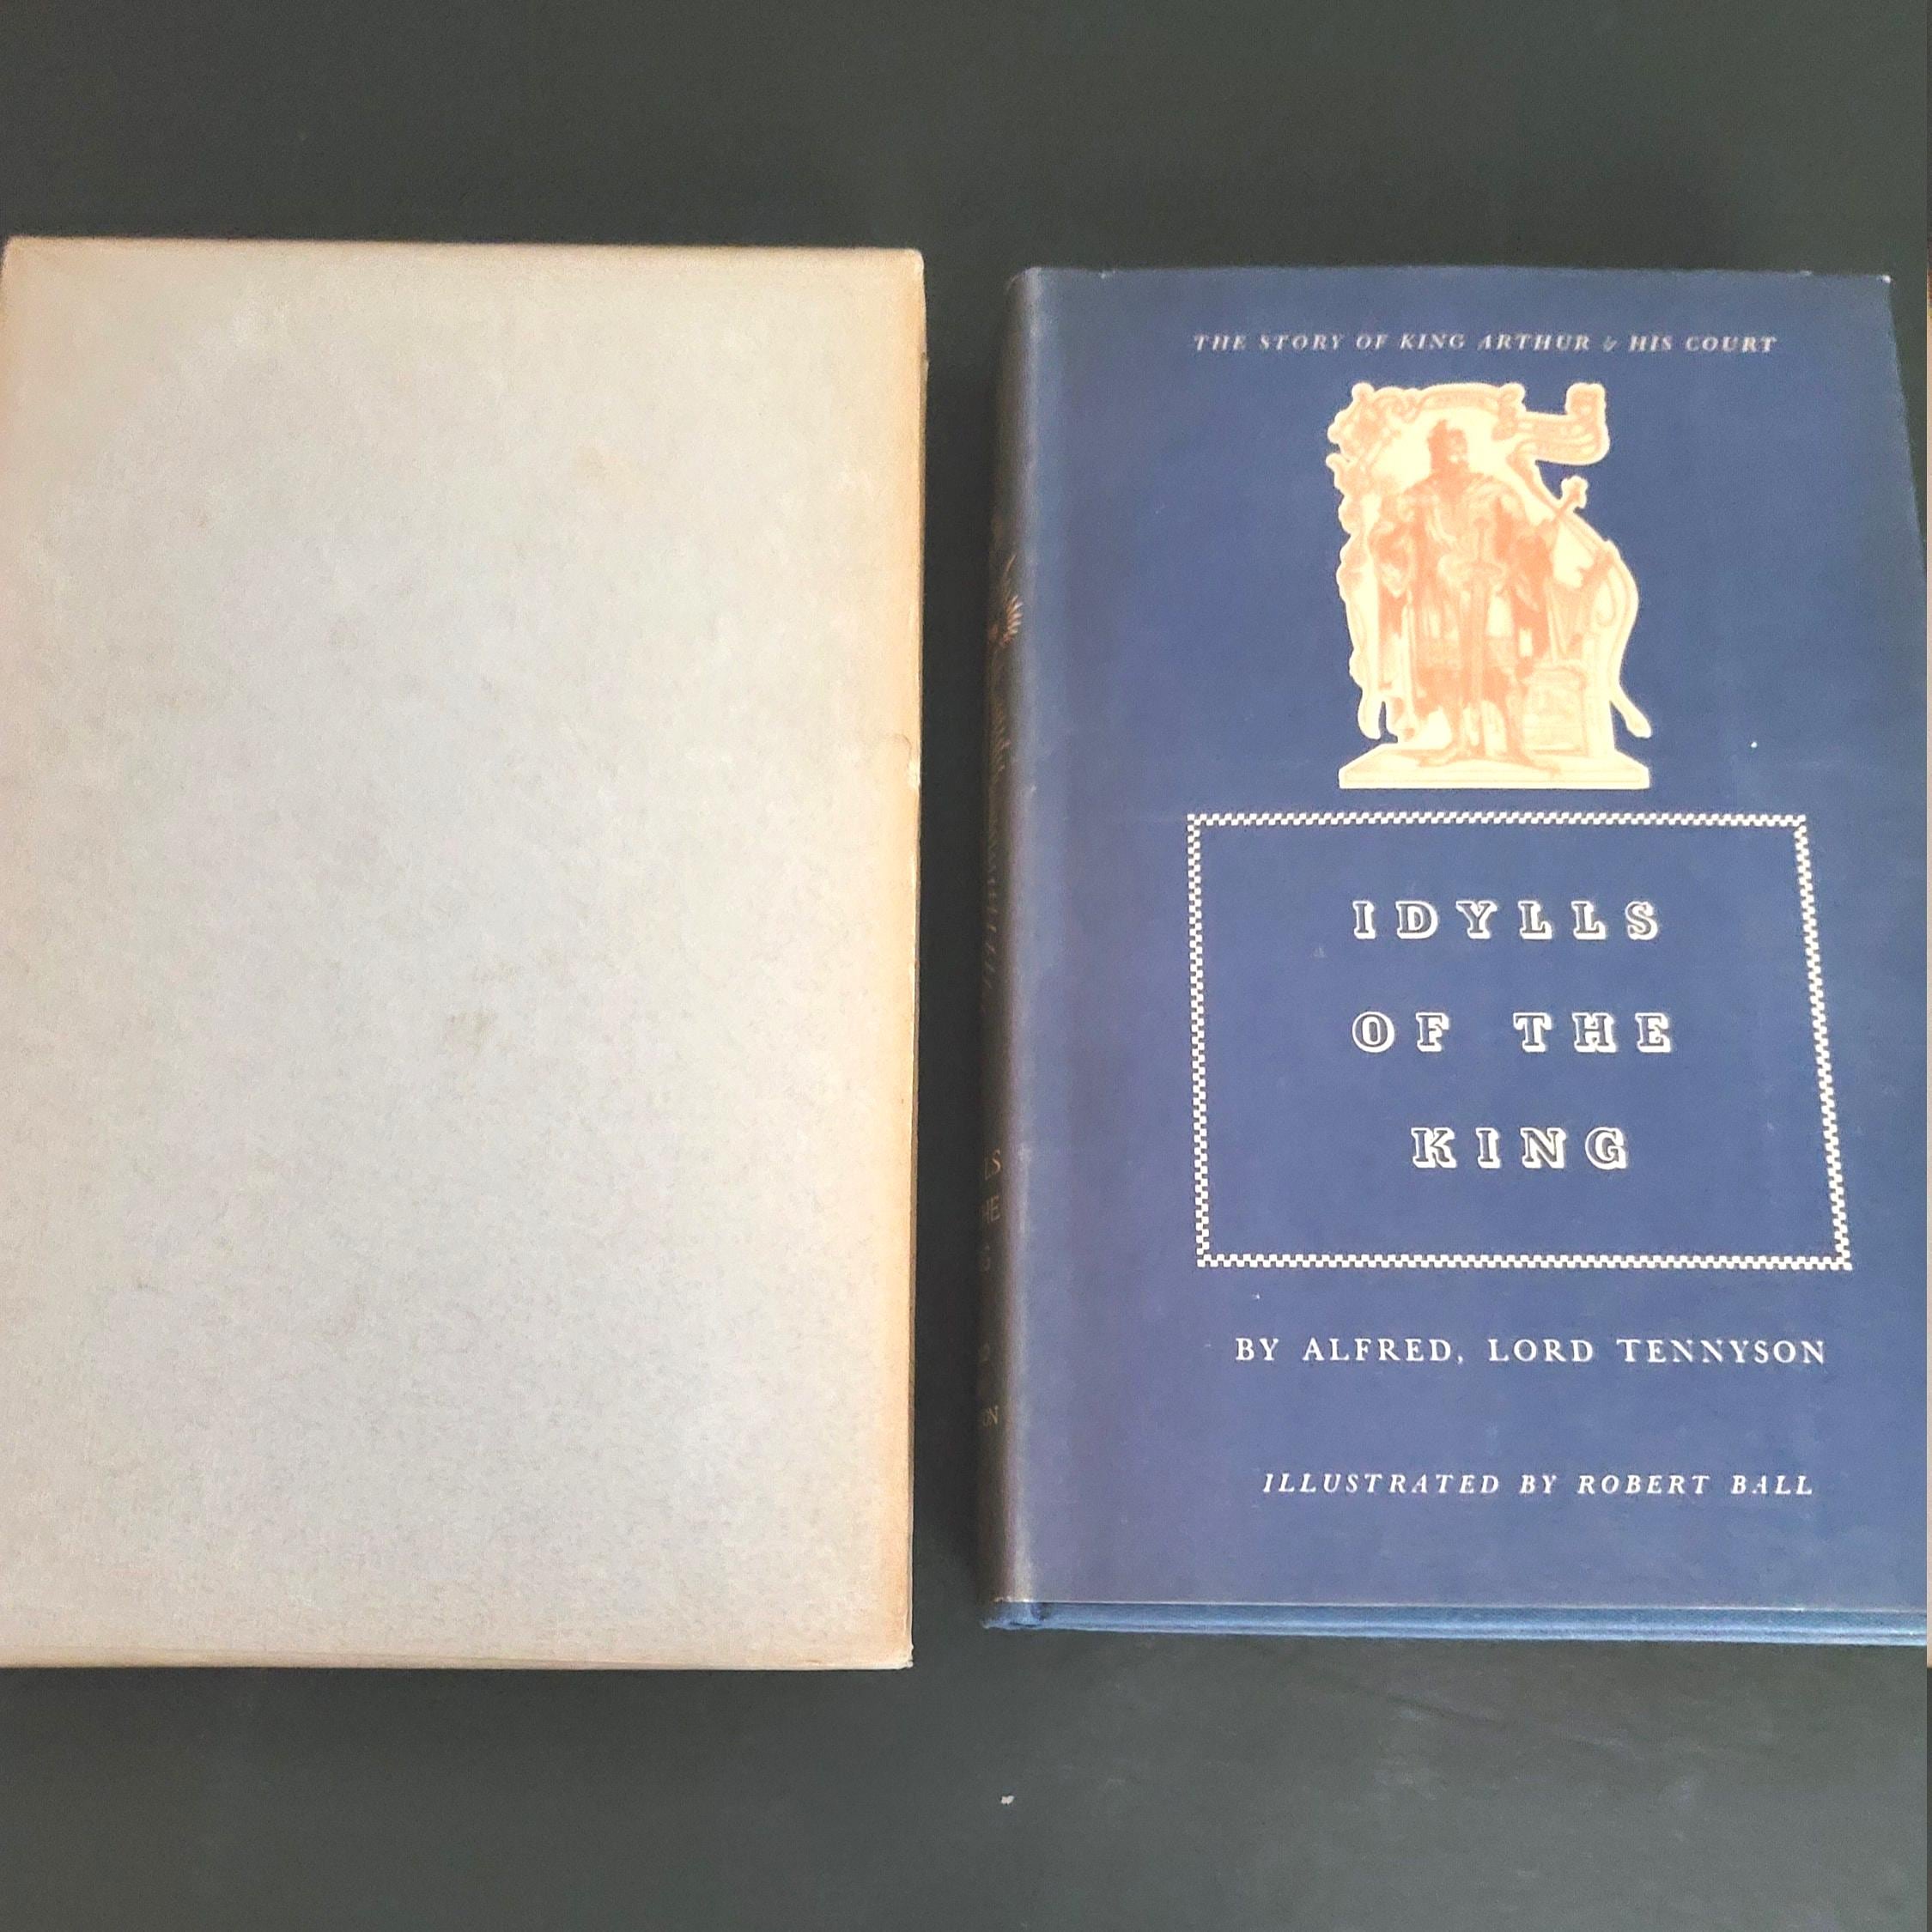 THE STORY OF KING ARTHUR & HIS COURT
IDYLLS
OF THE
KING
BY ALFRED, LORD TENNYSON
ILLUSTRATED BY ROBERT BALL